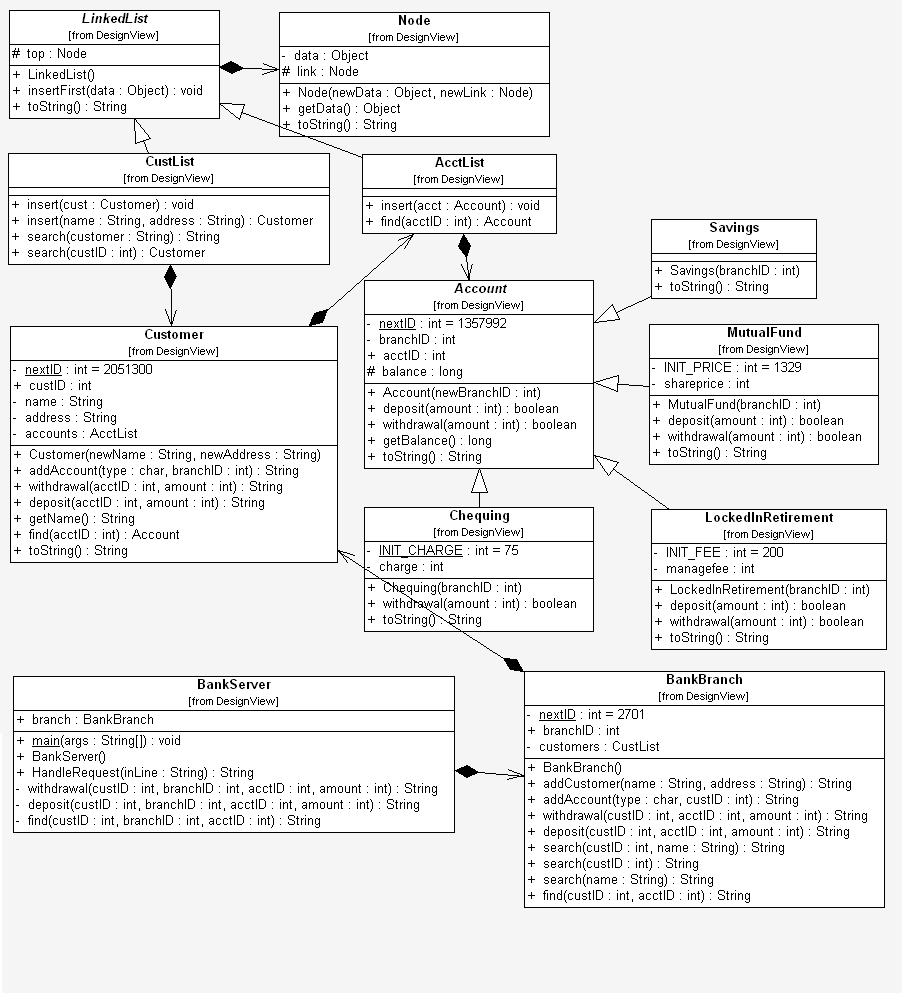 LinkedList
[from DesignView]
# top : Node
+ LinkedList()
+ insertFirst(data : Object) : void
+ toString() : String
Node
[from DesignView]
- data : Object
# link : Node
+ Node(newData : Object, newLink : Node)
+ getData() : Object
+ toString() : String
CustList
[from DesignView]
+ insert(cust : Customer) : void
+ insert(name : String, address : String) : Customer
+ search(customer : String) : String
+ search(custID : int) : Customer
AcctList
[from DesignView]
+ insert(acct : Account) : void
+ find(acctID : int) : Account
Savings
[from DesignView]
+ Savings(branchID : int)
+ toString() : String
Account
[from DesignView]
- nextID : int = 1357992
- branchID : int
+ acctID : int
# balance : long
+ Account(newBranchID : int)
+ deposit(amount : int) : boolean
+ withdrawal(amount : int) : boolean
+ getBalance() : long
+ toString() : String
Customer
[from DesignView]
- nextID : int = 2051300
+ custID : int
- name : String
- address : String
- accounts : AcctList
+ Customer(newName : String, newAddress : String)
+ addAccount(type : char, branchID : int) : String
+ withdrawal(acctID : int, amount : int) : String
+ deposit(acctID : int, amount : int) : String
+ getName() : String
+ find(acctID : int) : Account
+ toString() : String
MutualFund
[from DesignView]
- INIT_PRICE : int = 1329
- shareprice : int
+ MutualFund(branchID : int)
+ deposit(amount : int) : boolean
+ withdrawal(amount : int) : boolean
+ toString() : String
Chequing
[from DesignView]
- INIT_CHARGE : int = 75
- charge : int
+ Chequing(branchID : int)
+ withdrawal(amount : int) : boolean
+ toString() : String
LockedInRetirement
[from DesignView]
- INIT_FEE : int = 200
- managefee : int
+ LockedInRetirement(branchID : int)
+ deposit(amount : int) : boolean
+ withdrawal(amount : int) : boolean
+ toString() : String
BankServer
[from DesignView]
+ branch : BankBranch
+ main(args : String[]) : void
+ BankServer()
+ HandleRequest(inLine : String) : String
- withdrawal(custID : int, branchID : int, acctID : int, amount : int) : String
- deposit(custID : int, branchID : int, acctID : int, amount : int) : String
- find(custID : int, branchID : int, acctID : int) : String
BankBranch
[from DesignView]
- nextID : int = 2701
+ branchID : int
- customers : CustList
+ BankBranch()
+ addCustomer(name : String, address : String) : String
+ addAccount(type : char, custID : int) : String
+ withdrawal(custID : int, acctID : int, amount : int) : String
+ deposit(custID : int, acctID : int, amount : int) : String
+ search(custID : int, name : String) : String
+ search(custID : int) : String
+ search(name : String) : String
+ find(custID : int, acctID : int) : String